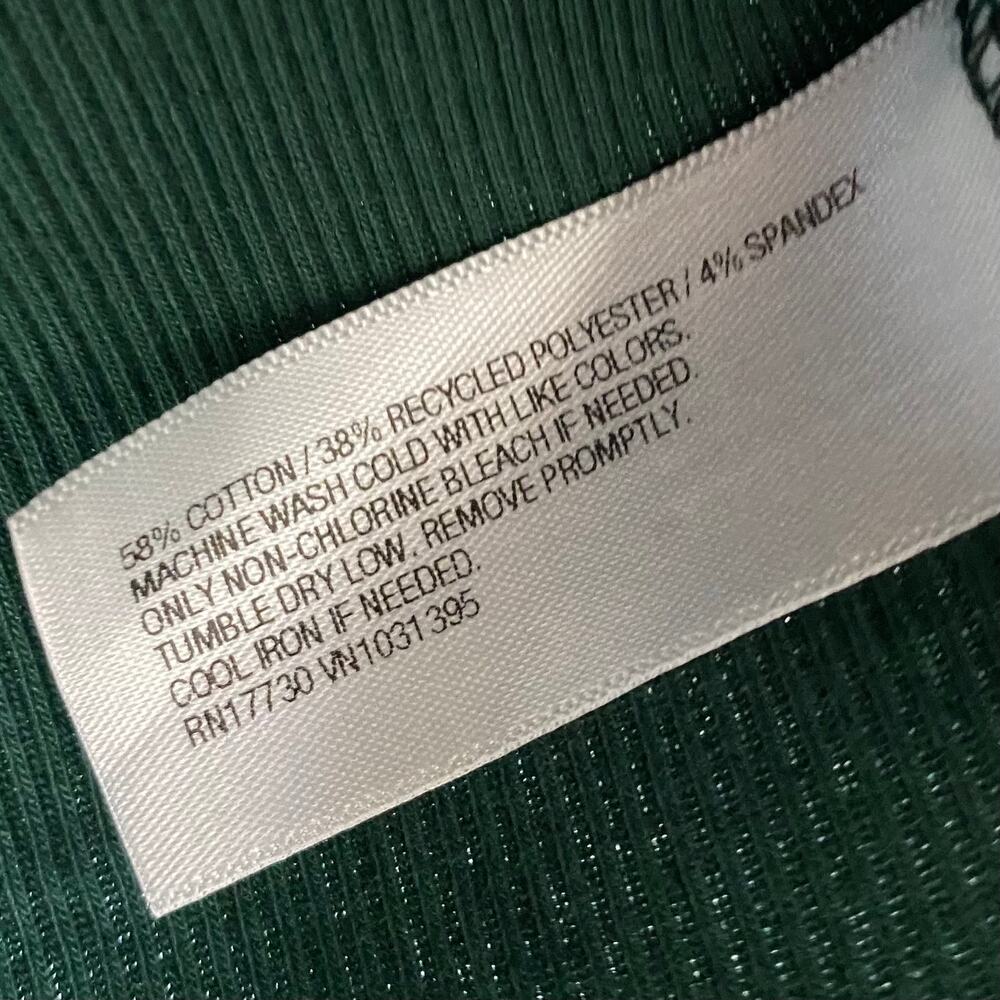 58% COTTON / 38% RECYCLED POLYESTER / 4% SPANDEX
MACHINE WASH COLD WITH LIKE COLORS.
ONLY NON-CHLORINE BLEACH IF NEEDED.
TUMBLE DRY LOW. REMOVE PROMPTLY.
COOL IRON IF NEEDED.
RN17730 VN1031395